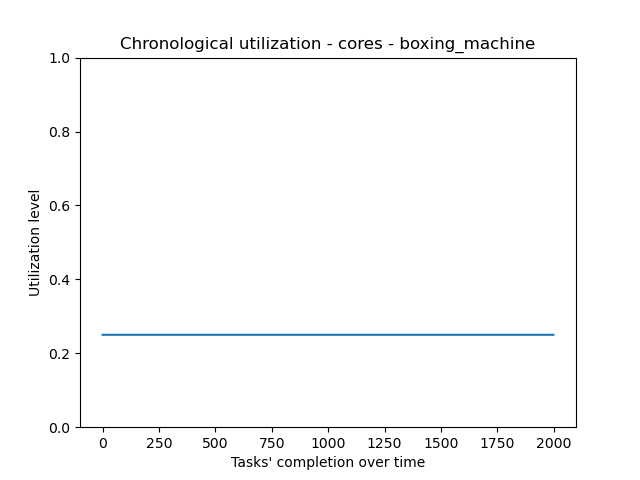 Chronological utilization - cores - boxing_machine
1.0
0.8
0.6
0.4
0.2
0.0
Utilization level
0 250 500 750 1000 1250 1500 1750 2000
Tasks' completion over time